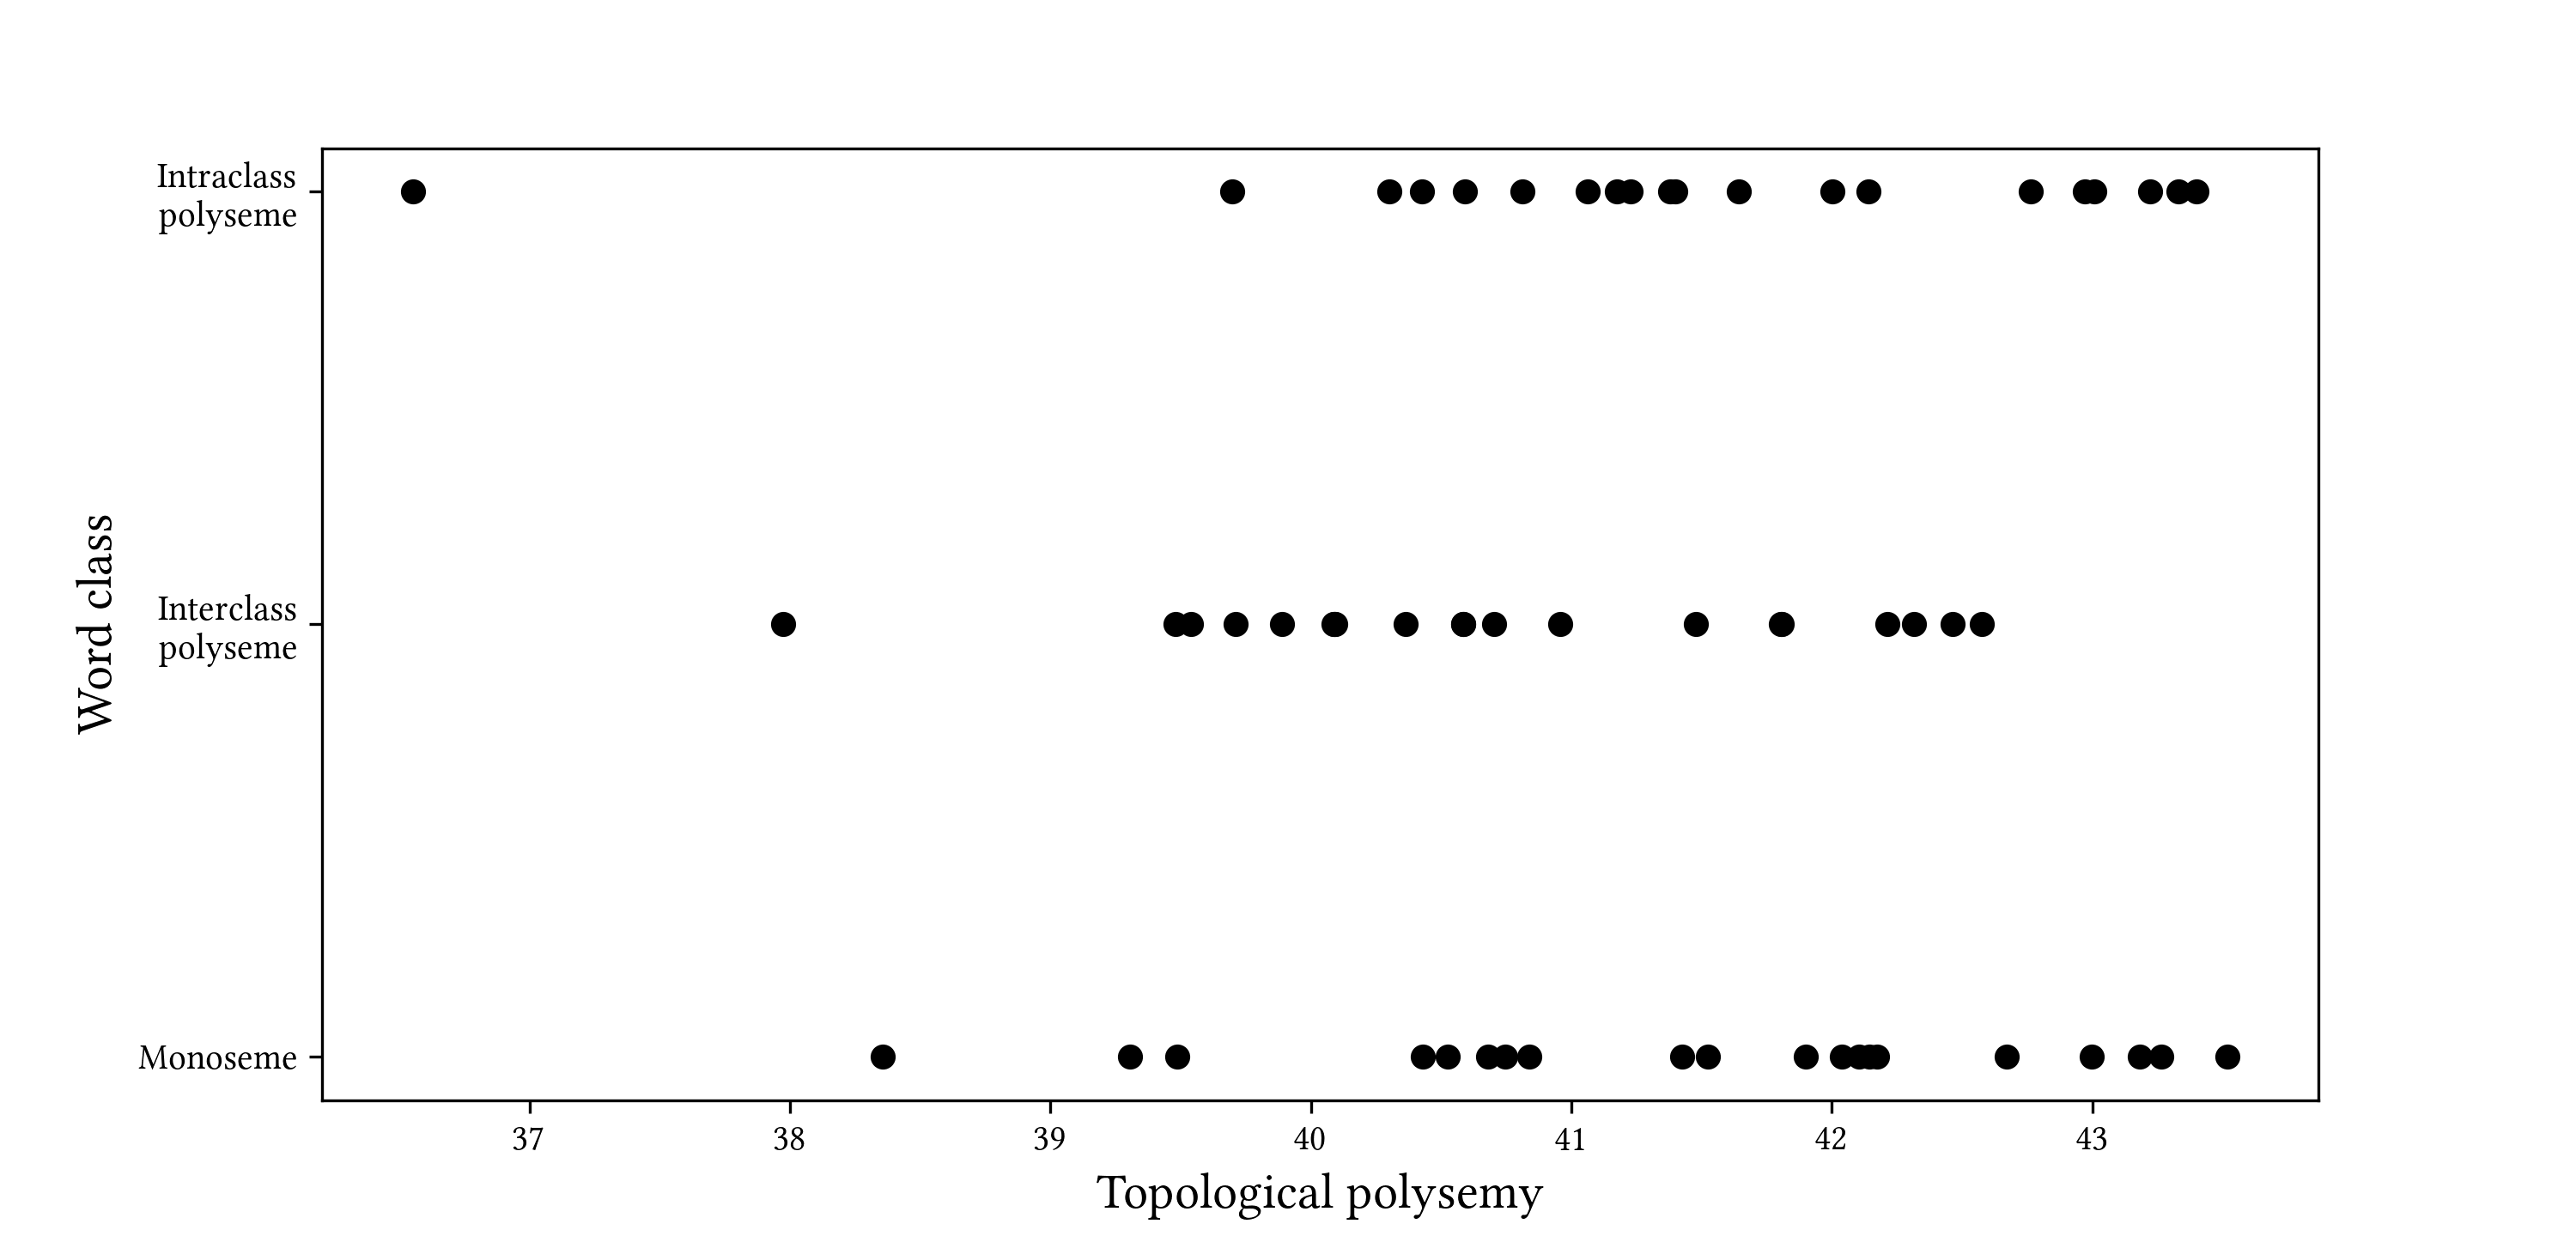 Intraclass
polyseme
Word class
Interclass
polyseme
Monoseme
37 38 39 40 41 42 43
Topological polysemy